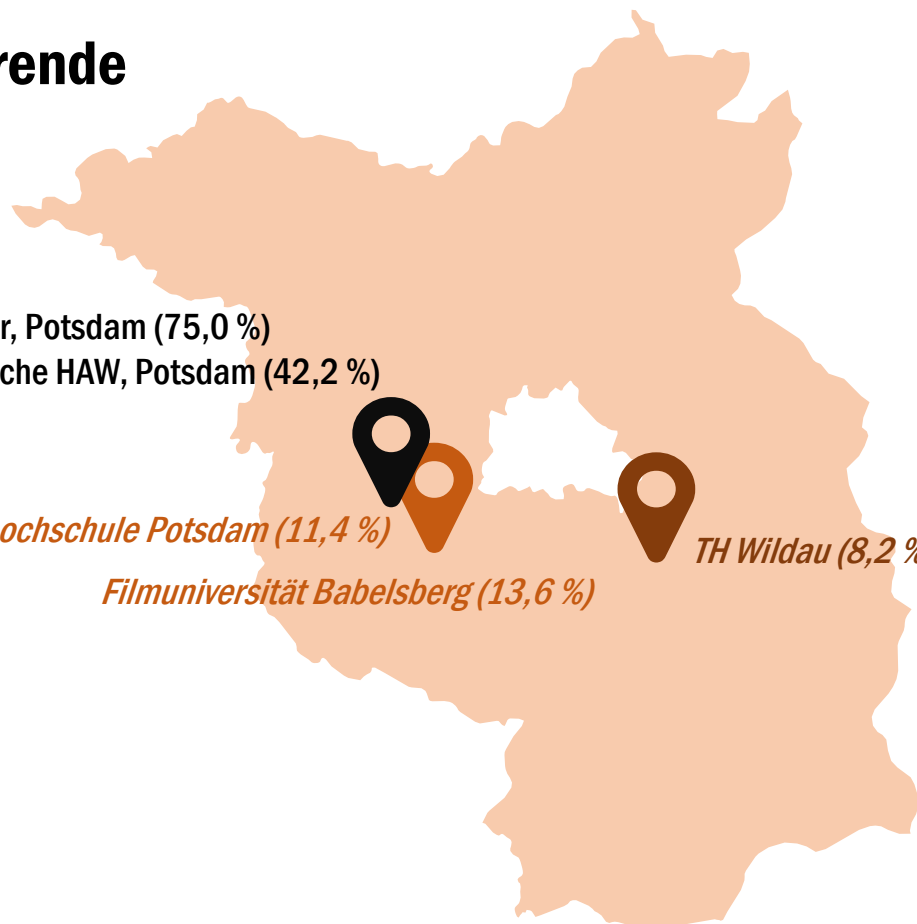 rende
r, Potsdam (75,0 %)
che HAW, Potsdam (42,2 %)
ochschule Potsdam (11,4 %)
TH Wildau (8,2 %
Filmuniversität Babelsberg (13,6 %)